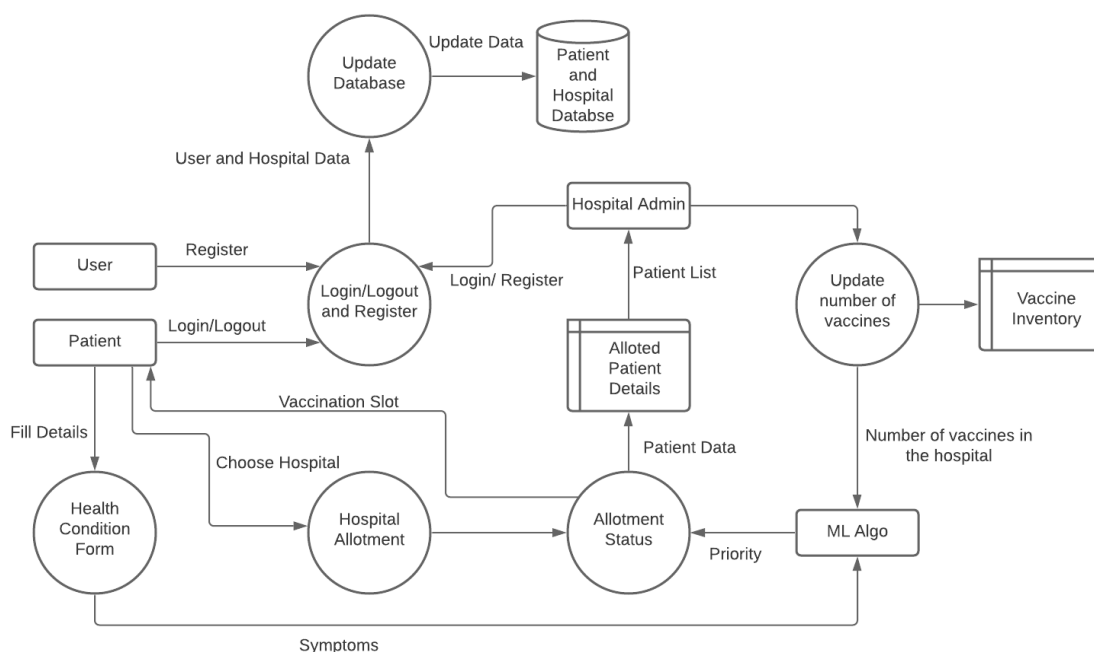 Update Data
Update
Database
Patient
and
Hospital
Databse
User and Hospital Data
Hospital Admin
Register
User
Login/ Register
Patient List
Login/Logout
and Register
Update
number of
vaccines
Vaccine
Inventory
Login/Logout
Patient
Alloted
Patient
Details
Vaccination Slot
Fill Details
Choose Hospital
Patient Data
Number of vaccines in
the hospital
Health
Condition
Form
Hospital
Allotment
Allotment
Status
Priority
ML Algo
Symptoms